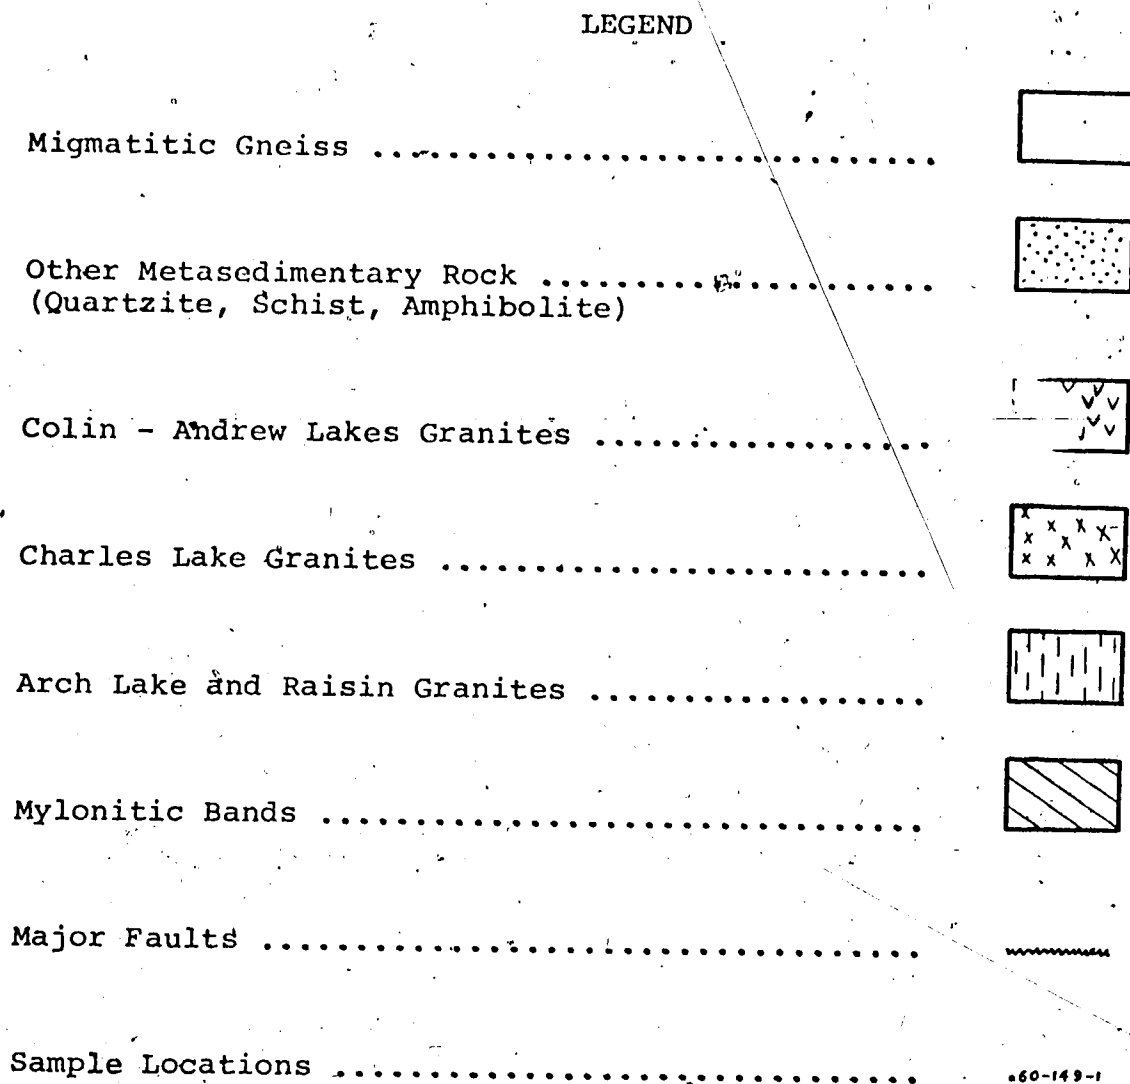 LEGEND
Migmatitic Gneiss ..............................
Other Metasedimentary Rock .....................
(Quartzite, Schist, Amphibolite)
Colin - Andrew Lakes Granites ..................
Charles Lake Granites ..........................
Arch Lake and Raisin Granites ..................
Mylonitic Bands ................................
Major Faults ...................................
Sample Locations ............................... .60-149-1